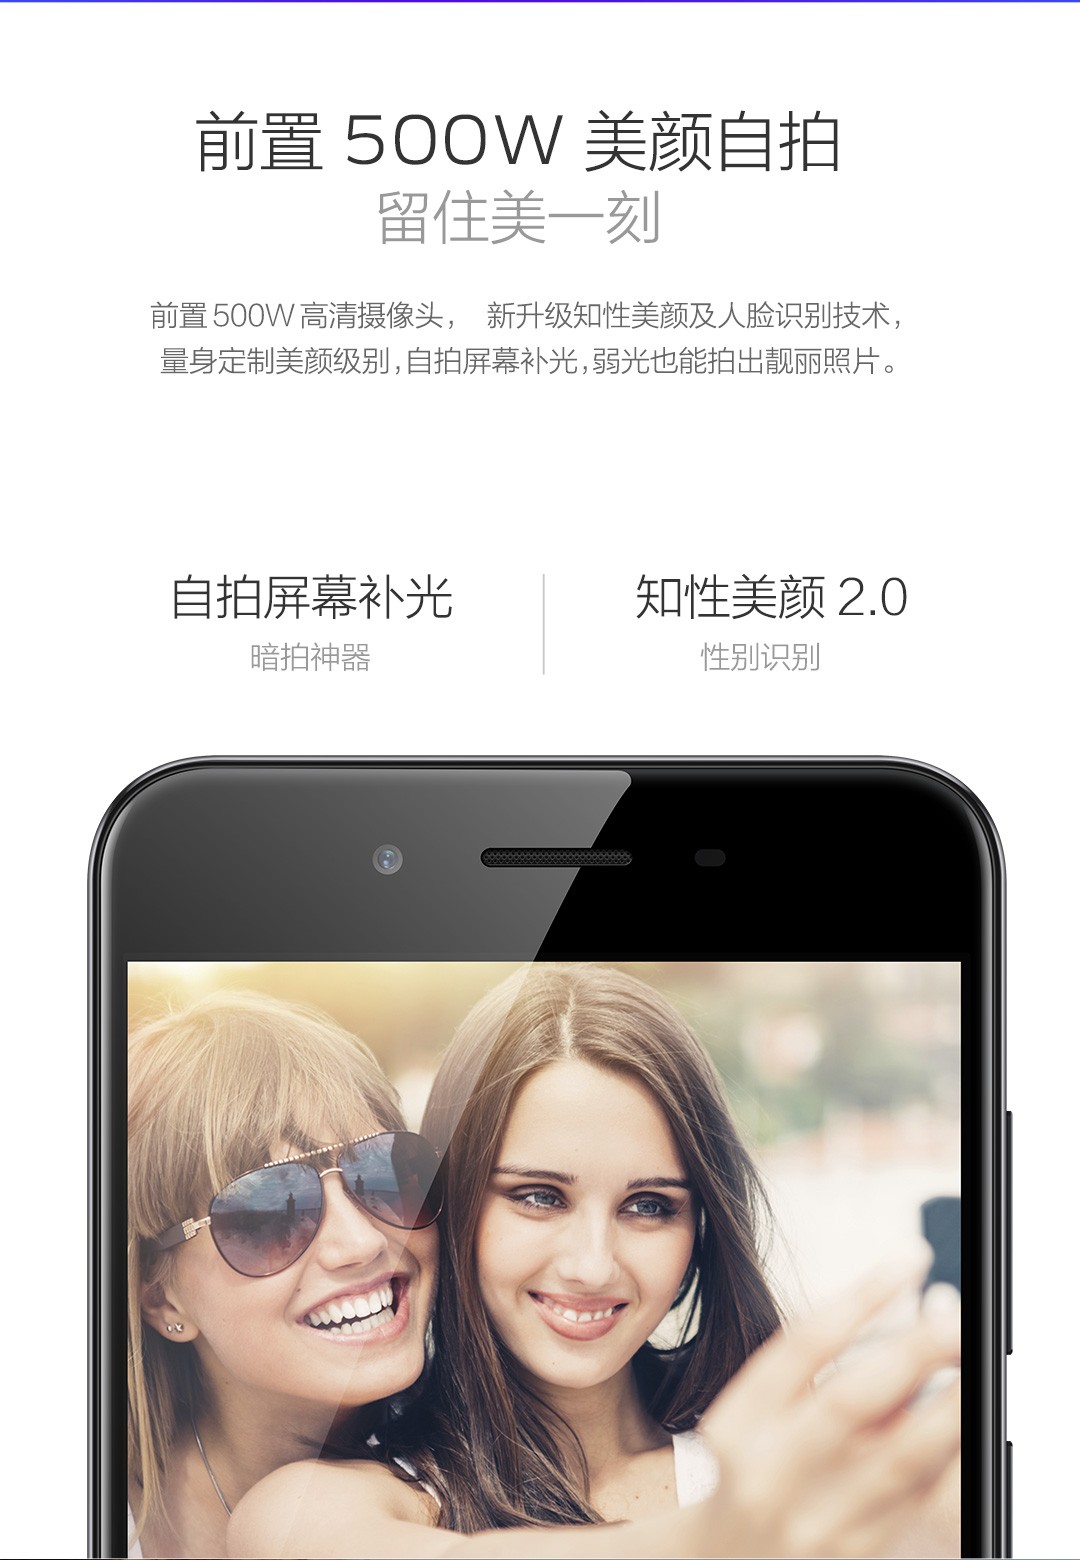 前置 500W 美颜自拍
留住美一刻
前置500W高清摄像头， 新升级知性美颜及人脸识别技术，
量身定制美颜级别，自拍屏幕补光，弱光也能拍出靓丽照片。
自拍屏幕补光
暗拍神器
知性美颜 2.0
性别识别